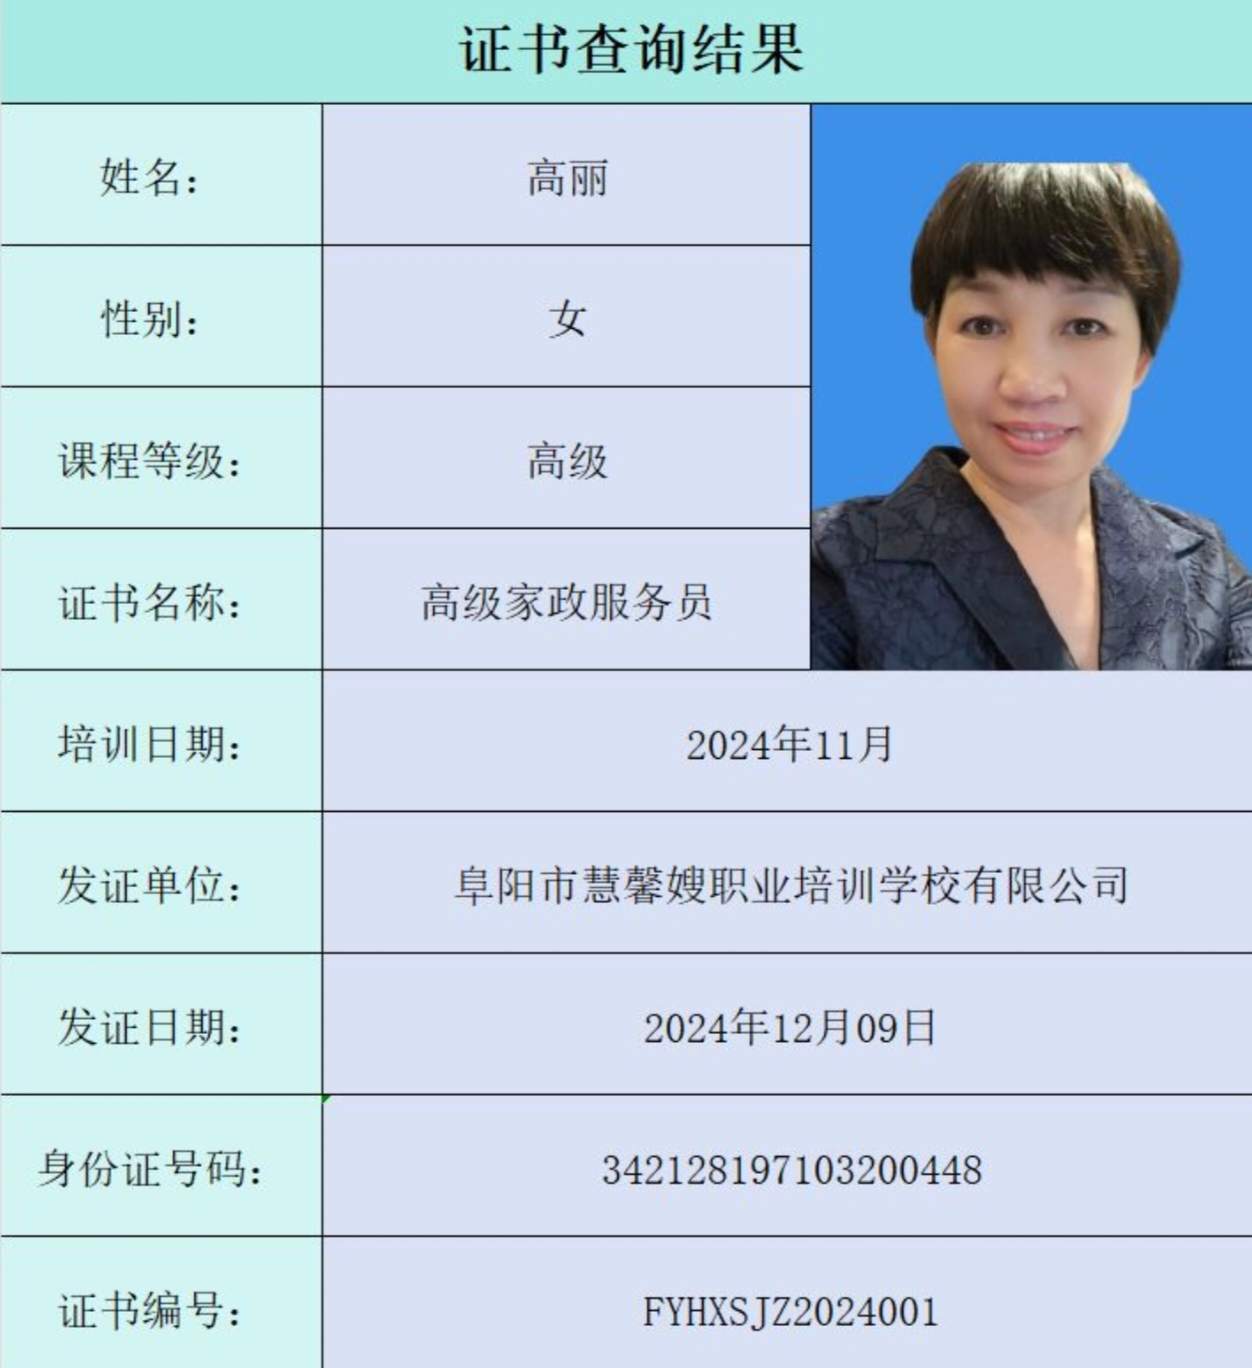 证书查询结果
姓名： 高丽
性别： 女
课程等级： 高级
证书名称： 高级家政服务员
培训日期： 2024年11月
发证单位： 阜阳市慧馨嫂职业培训学校有限公司
发证日期： 2024年12月09日
身份证号码： 342128197103200448
证书编号： FYHXSJZ2024001